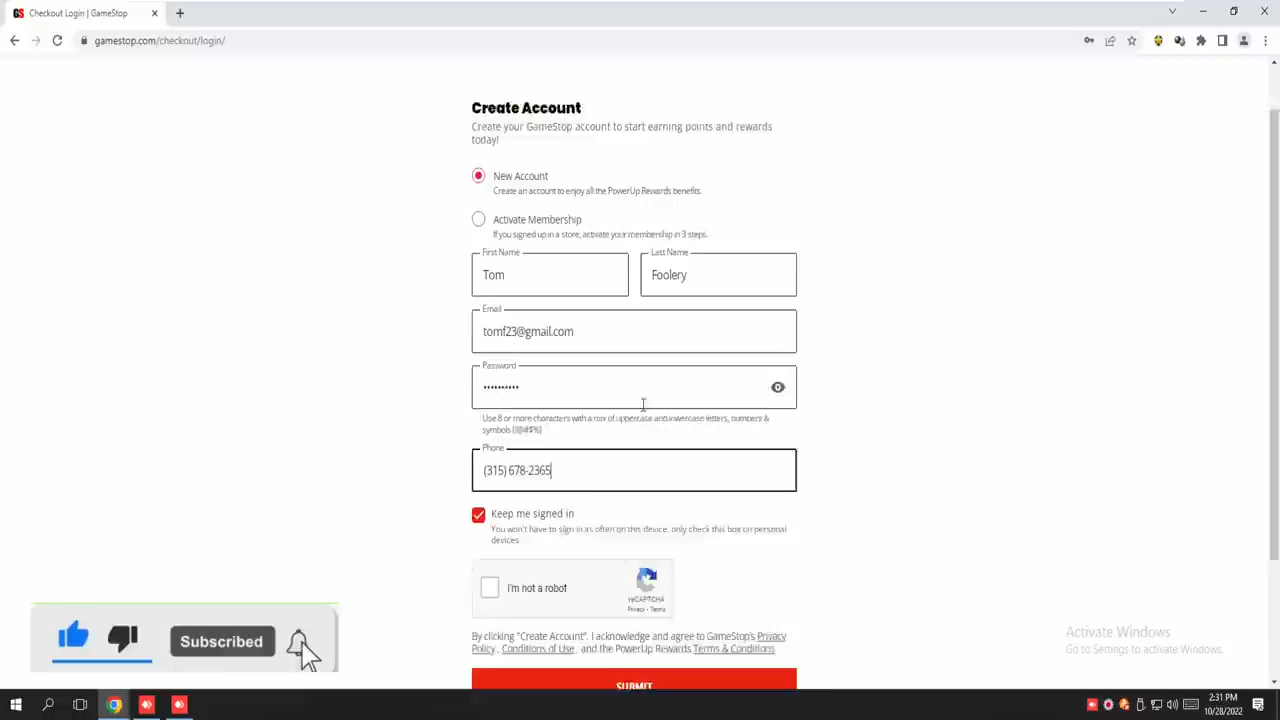 GS Checkout Login | GameStop
gamestop.com/checkout/login/
Create Account
Create your GameStop account to start earning points and rewards
today!
New Account
Create an account to enjoy all the PowerUp Rewards benefits.
Activate Membership
If you signed up in a store, activate your membership in 3 steps.
First Name
Last Name
Tom
Foolery
Email
tomf23@gmail.com
Password
Use 8 or more characters with a mix of uppercase and lowercase letters, numbers &
symbols
Phone
(315) 678-2365
Keep me signed in
You won't have to sign in as often on this device, only check this box on personal
devices.
I'm not a robot
reCAPTCHA
Privacy - Terms
By clicking "Create Account". I acknowledge and agree to GameStop's Privacy
Policy, Conditions of Use, and the PowerUp Rewards Terms & Conditions.
SUBMIT
Subscribed
Activate Windows
Go to Settings to activate Windows.
2:31 PM
10/28/2022